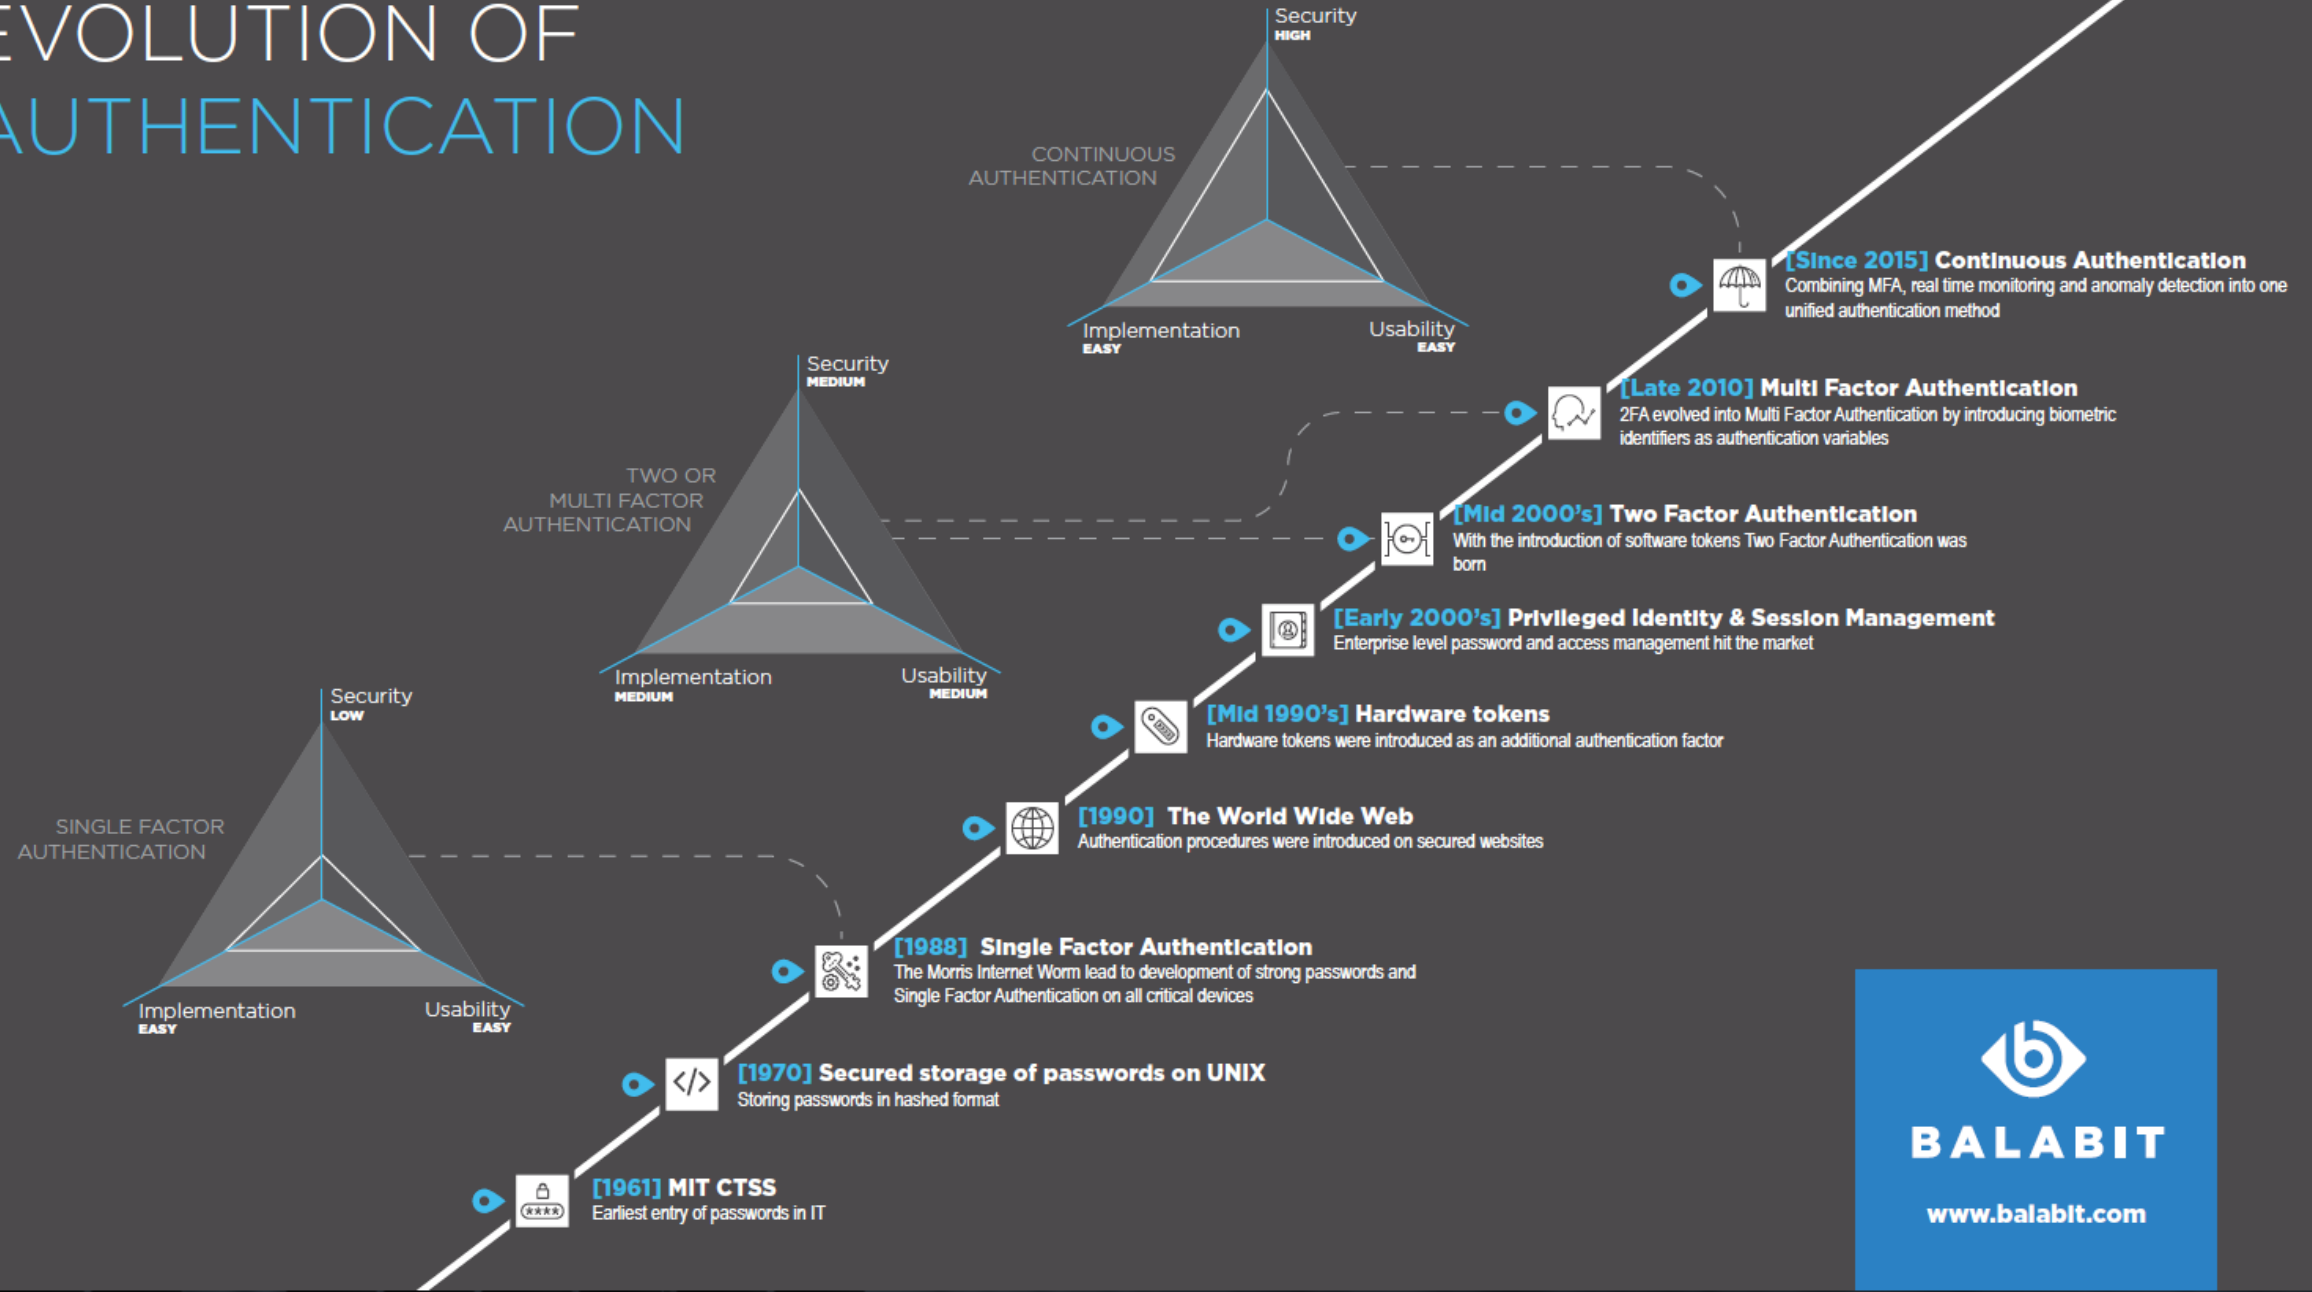 EVOLUTION OF
AUTHENTICATION
Security
HIGH
CONTINUOUS
AUTHENTICATION
Implementation
EASY
Usability
EASY
[Since 2015] Continuous Authentication
Combining MFA, real time monitoring and anomaly detection into one
unified authentication method
Security
MEDIUM
TWO OR
MULTI FACTOR
AUTHENTICATION
Implementation
MEDIUM
Usability
MEDIUM
[Late 2010] Multi Factor Authentication
2FA evolved into Multi Factor Authentication by introducing biometric
identifiers as authentication variables
[Mid 2000's] Two Factor Authentication
With the introduction of software tokens Two Factor Authentication was
born
[Early 2000's] Privileged Identity & Session Management
Enterprise level password and access management hit the market
[Mid 1990's] Hardware tokens
Hardware tokens were introduced as an additional authentication factor
Security
LOW
SINGLE FACTOR
AUTHENTICATION
Implementation
EASY
Usability
EASY
[1990] The World Wide Web
Authentication procedures were introduced on secured websites
[1988] Single Factor Authentication
The Morris Internet Worm lead to development of strong passwords and
Single Factor Authentication on all critical devices
</>
[1970] Secured storage of passwords on UNIX
Storing passwords in hashed format
****
[1961] MIT CTSS
Earliest entry of passwords in IT
BALABIT
www.balabit.com